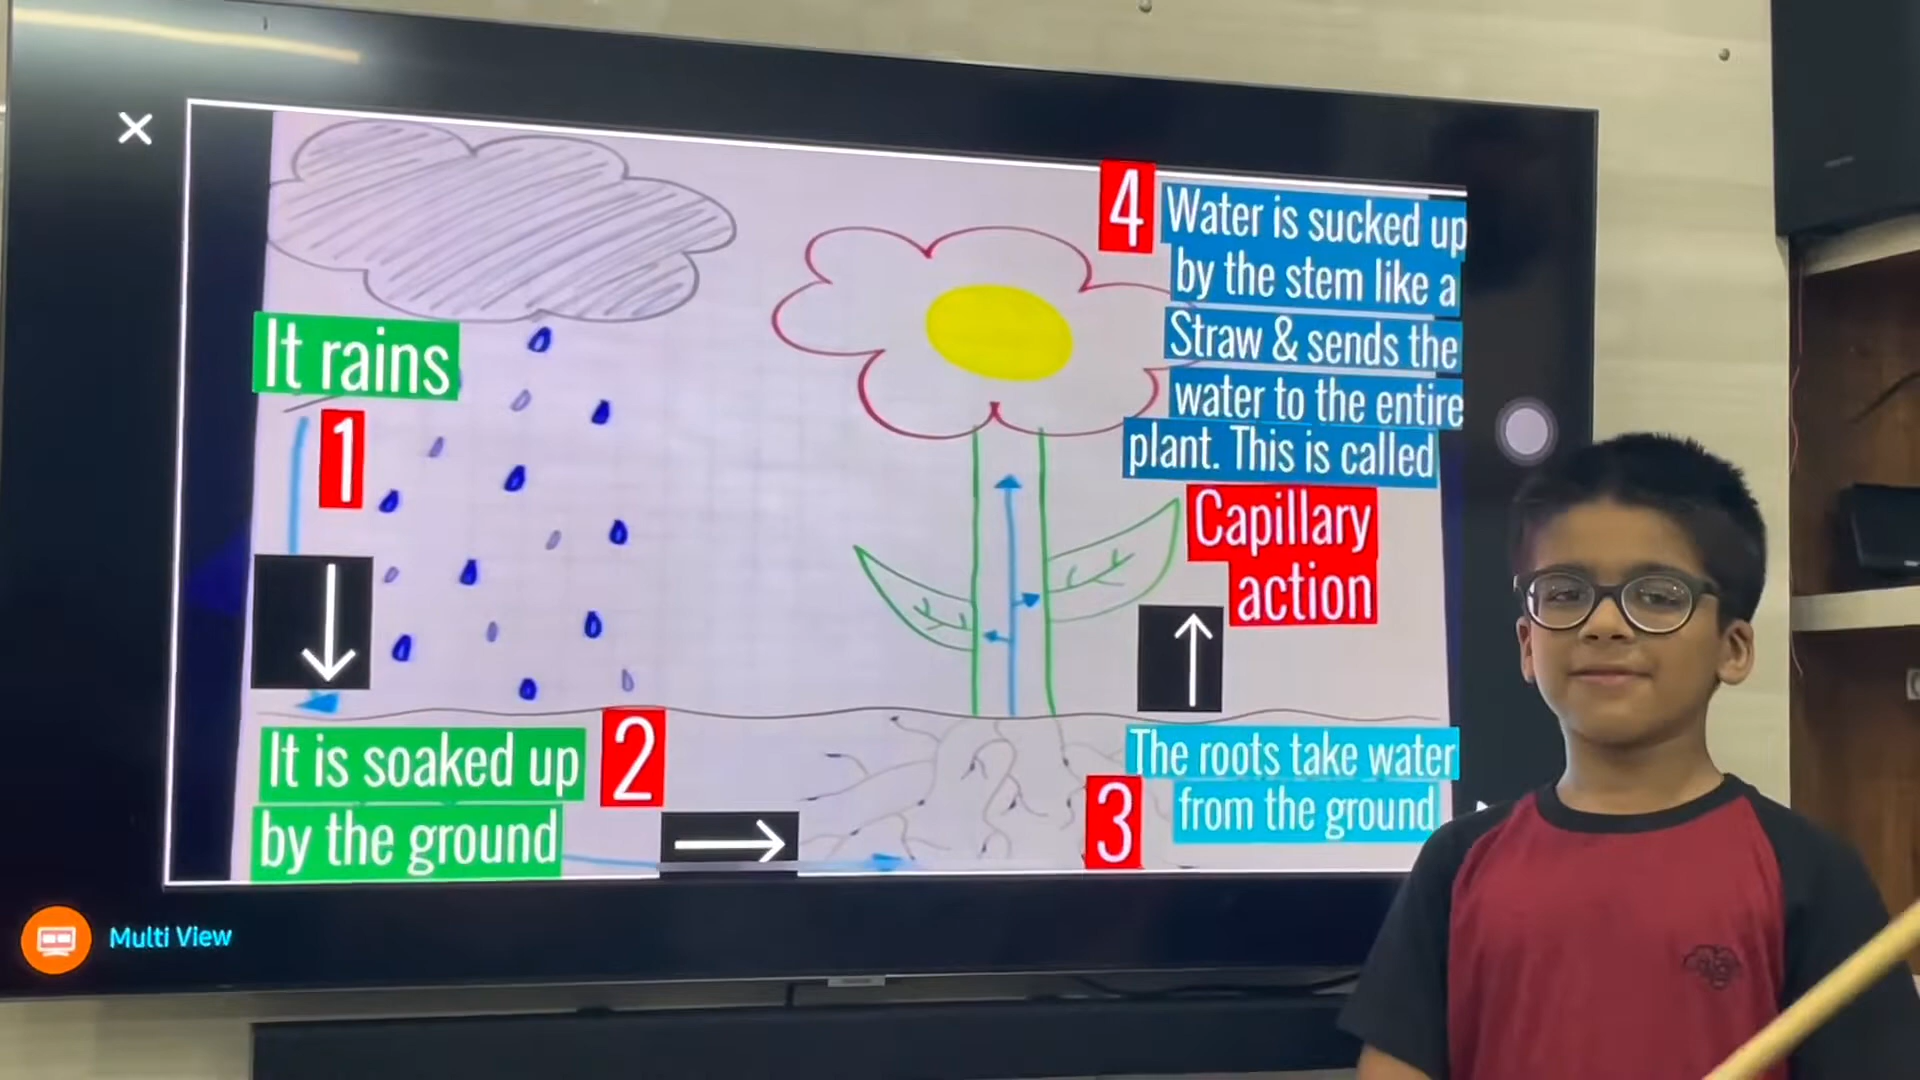 It rains
1
It is soaked up
by the ground
2
3
The roots take water
from the ground
4
Water is sucked up
by the stem like a
Straw & sends the
water to the entire
plant. This is called
Capillary
action
Multi View